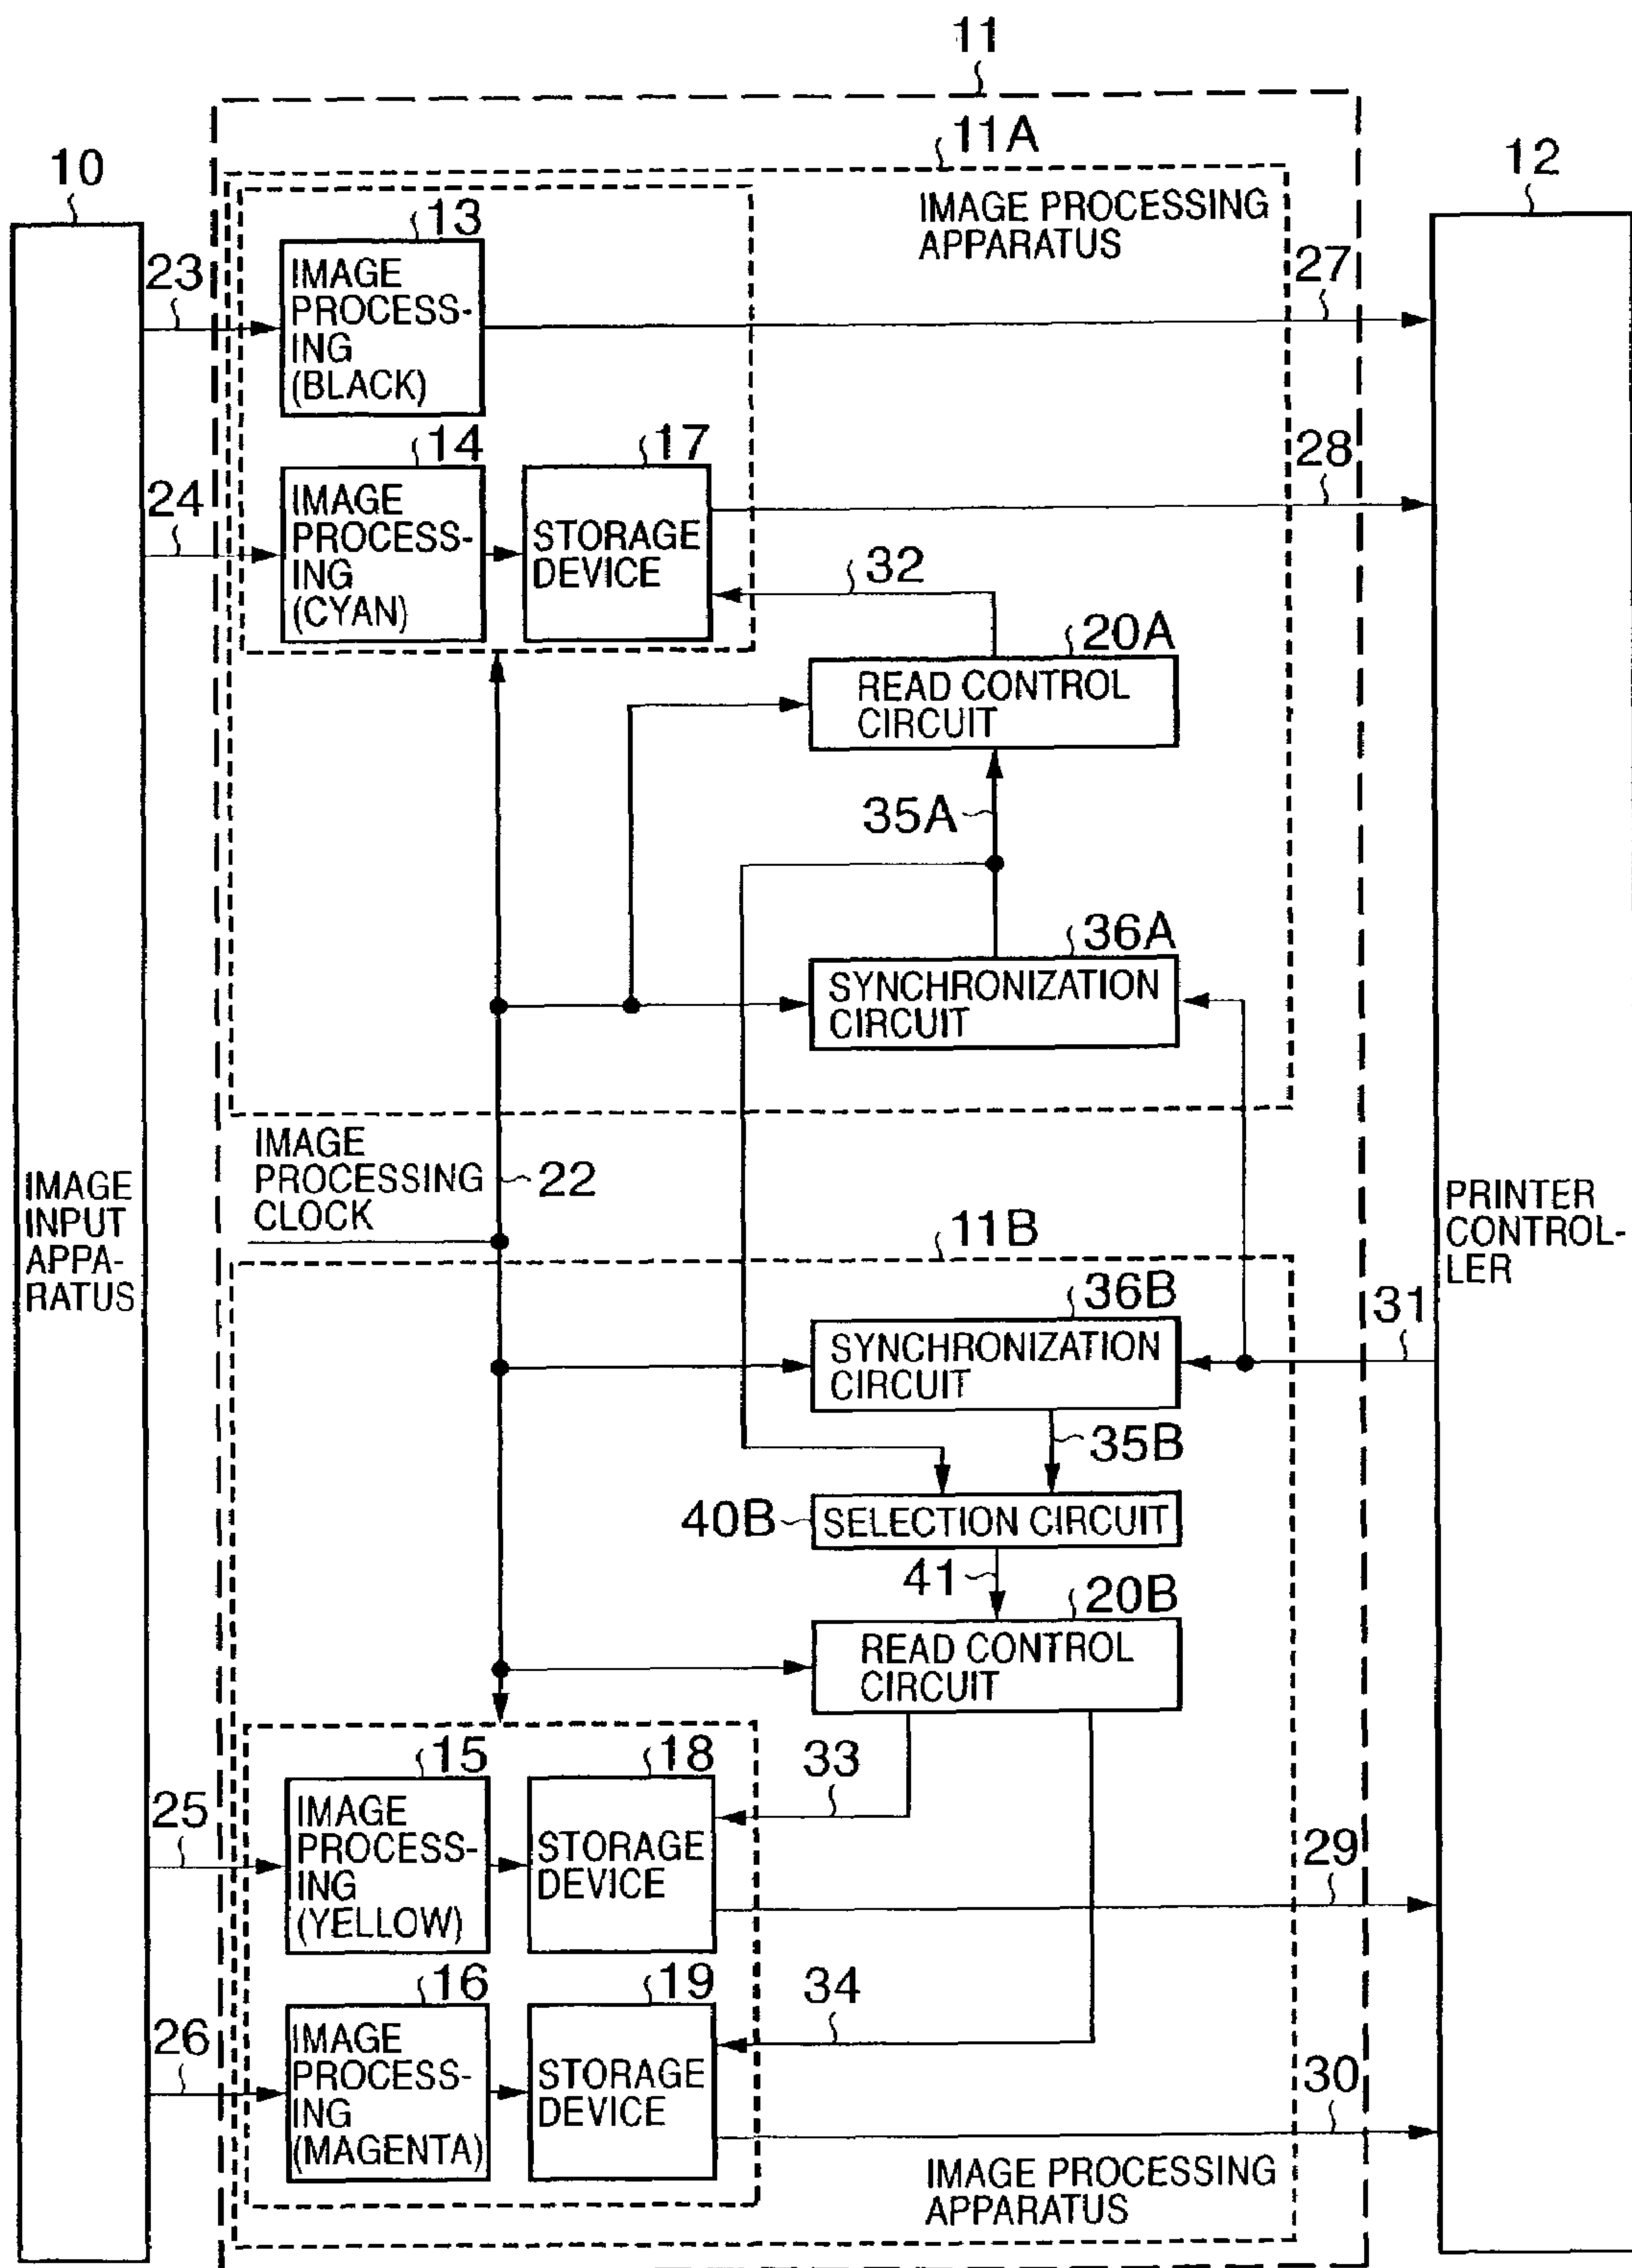 11
11A
10
12
IMAGE PROCESSING
APPARATUS
13
23
IMAGE
PROCESS-
ING
(BLACK)
27
14
17
28
24
IMAGE
PROCESS-
ING
(CYAN)
STORAGE
DEVICE
32
20A
READ CONTROL
CIRCUIT
35A
36A
SYNCHRONIZATION
CIRCUIT
IMAGE
PROCESSING
CLOCK
22
IMAGE
INPUT
APPA-
RATUS
PRINTER
CONTROL-
LER
11B
36B
31
SYNCHRONIZATION
CIRCUIT
35B
40B
SELECTION CIRCUIT
41
20B
READ CONTROL
CIRCUIT
15
18
33
25
IMAGE
PROCESS-
ING
(YELLOW)
STORAGE
DEVICE
29
16
19
34
26
IMAGE
PROCESS-
ING
(MAGENTA)
STORAGE
DEVICE
30
IMAGE PROCESSING
APPARATUS